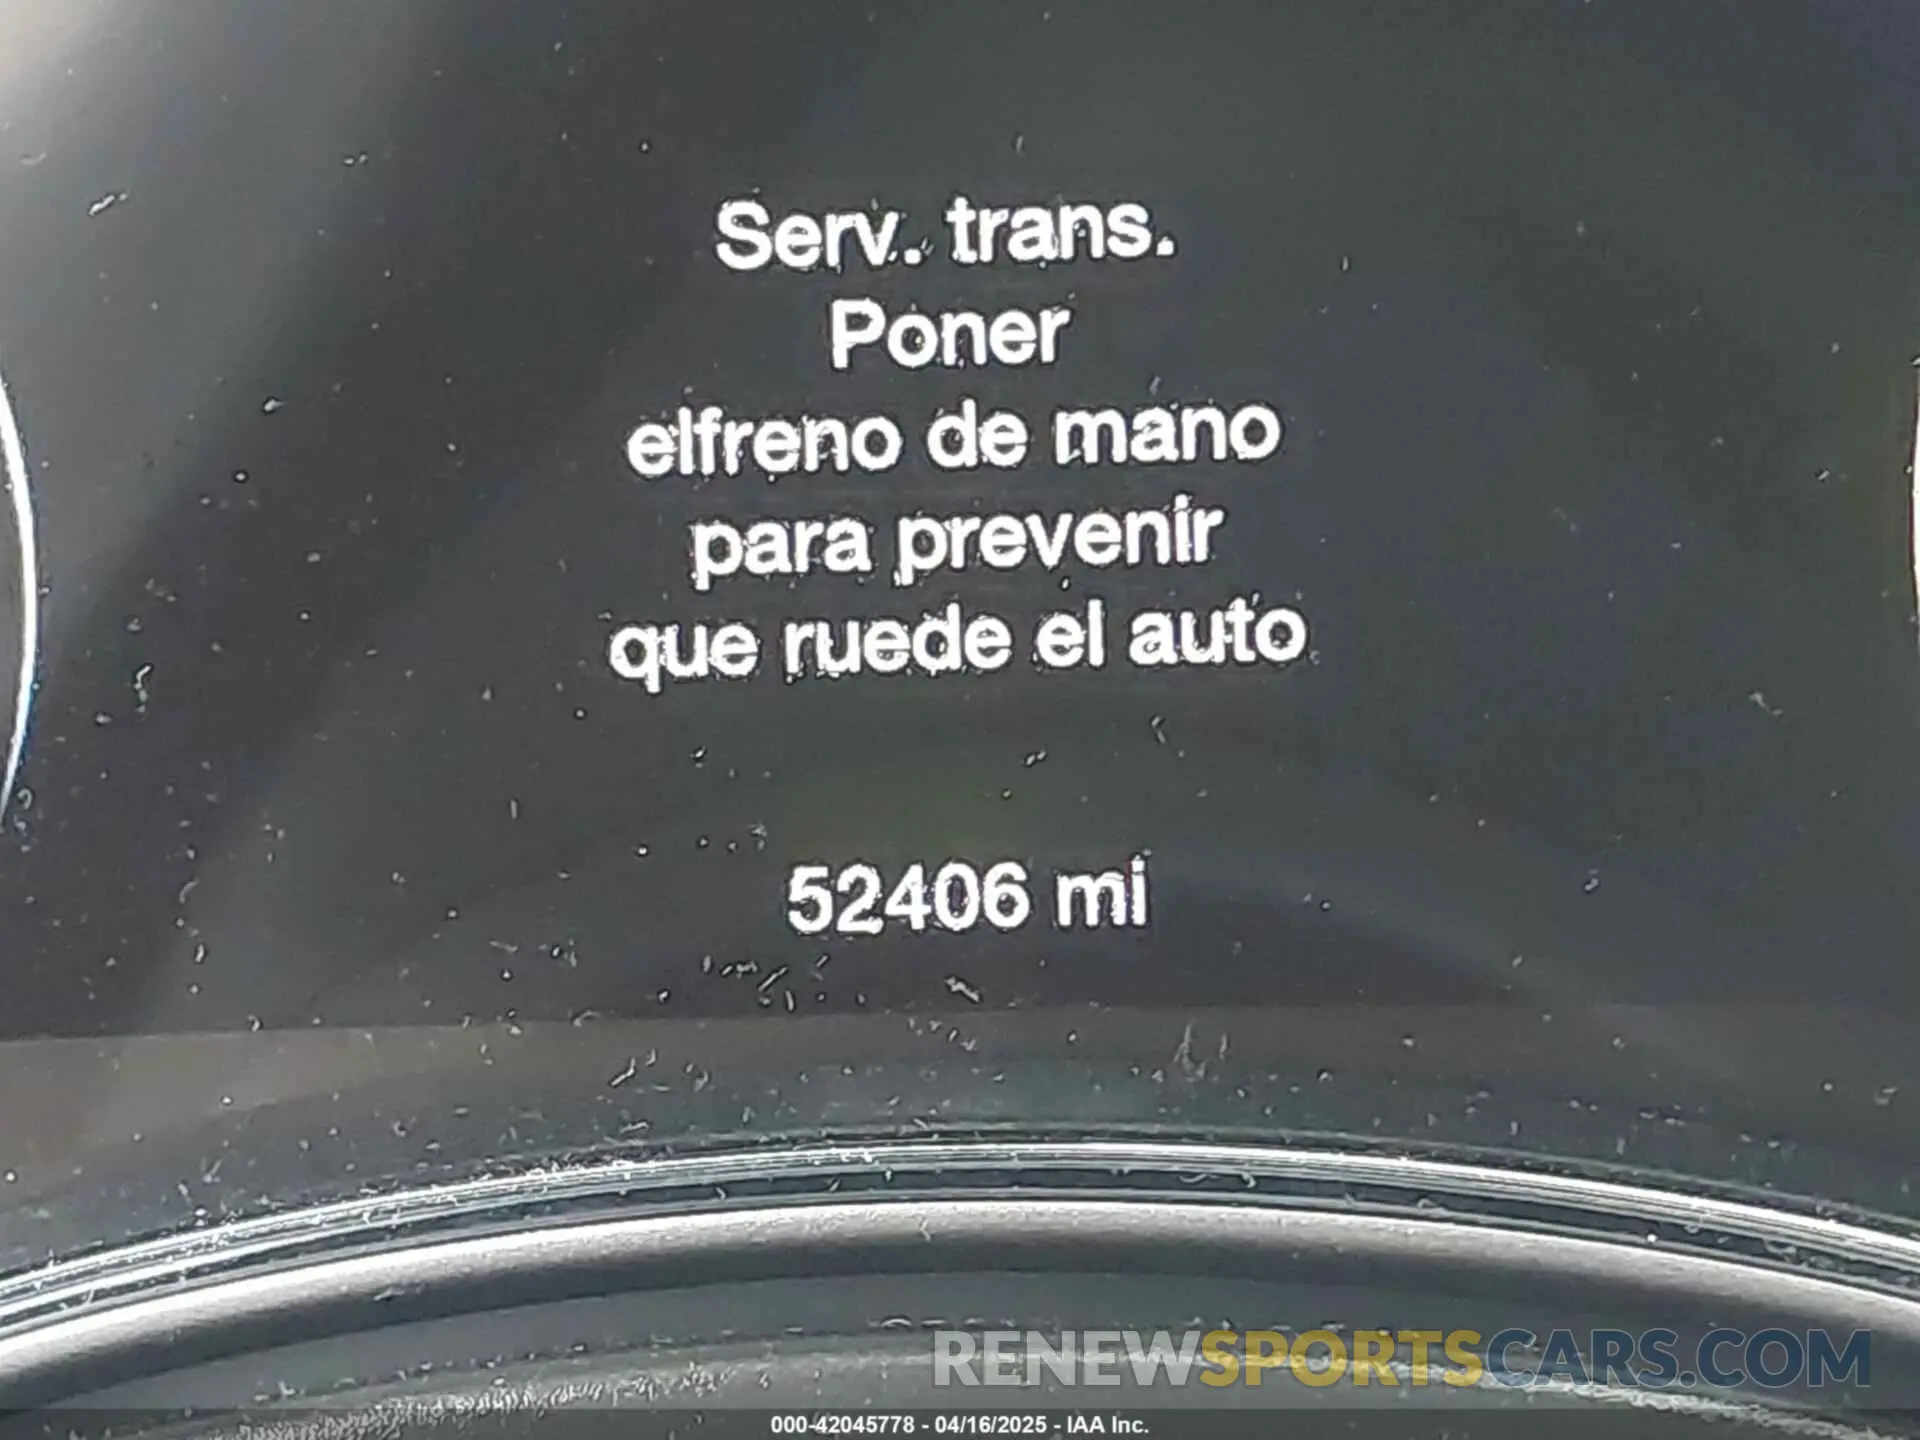 Serv. trans.
Poner
elfreno de mano
para prevenir
que ruede el auto
52406 mi
RENEWSPORTSCARS.COM
000-42045778 - 04/16/2025 - IAA Inc.